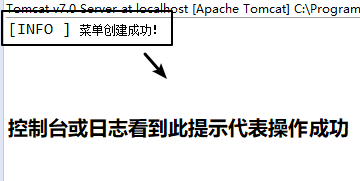 Tomcat v7.0 Server at localhost [Apache Tomcat] C:\Program
[INFO ] 菜单创建成功!
控制台或日志看到此提示代表操作成功